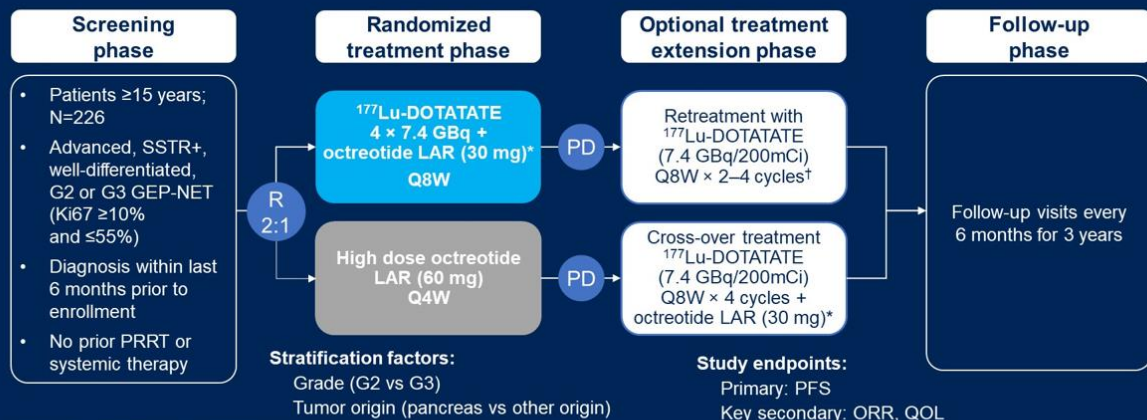 Screening
phase
• Patients ≥15 years;
N=226
• Advanced, SSTR+,
well-differentiated,
G2 or G3 GEP-NET
(Ki67 ≥10%
and ≤55%)
• Diagnosis within last
6 months prior to
enrollment
• No prior PRRT or
systemic therapy
R
2:1
Randomized
treatment phase
¹⁷⁷Lu-DOTATATE
4 × 7.4 GBq +
octreotide LAR (30 mg)*
Q8W
High dose octreotide
LAR (60 mg)
Q4W
PD
PD
Optional treatment
extension phase
Retreatment with
¹⁷⁷Lu-DOTATATE
(7.4 GBq/200mCi)
Q8W × 2–4 cycles†
Cross-over treatment
¹⁷⁷Lu-DOTATATE
(7.4 GBq/200mCi)
Q8W × 4 cycles +
octreotide LAR (30 mg)*
Follow-up
phase
Follow-up visits every
6 months for 3 years
Stratification factors:
Grade (G2 vs G3)
Tumor origin (pancreas vs other origin)
Study endpoints:
Primary: PFS
Key secondary: ORR, QOL